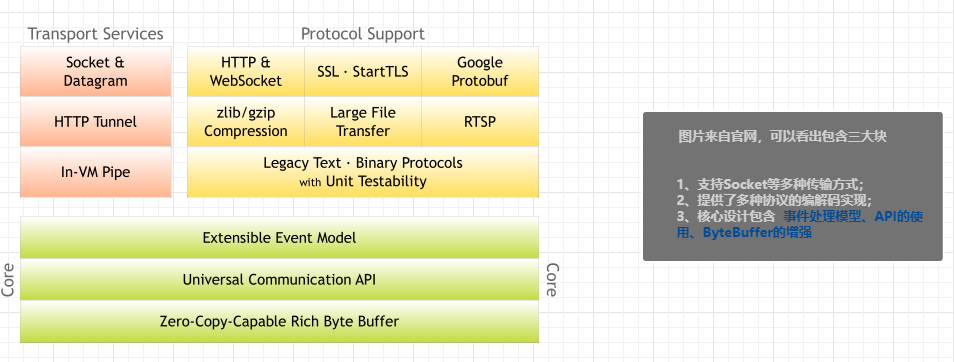 Transport Services
Socket &
Datagram
HTTP Tunnel
In-VM Pipe
Protocol Support
HTTP &
WebSocket
SSL · StartTLS
Google
Protobuf
zlib/gzip
Compression
Large File
Transfer
RTSP
Legacy Text · Binary Protocols
with Unit Testability
Core
Extensible Event Model
Universal Communication API
Zero-Copy-Capable Rich Byte Buffer
Core
图片来自官网，可以看出包含三大块
1、支持Socket等多种传输方式；
2、提供了多种协议的编解码实现；
3、核心设计包含 事件处理模型、API的使
用、ByteBuffer的增强